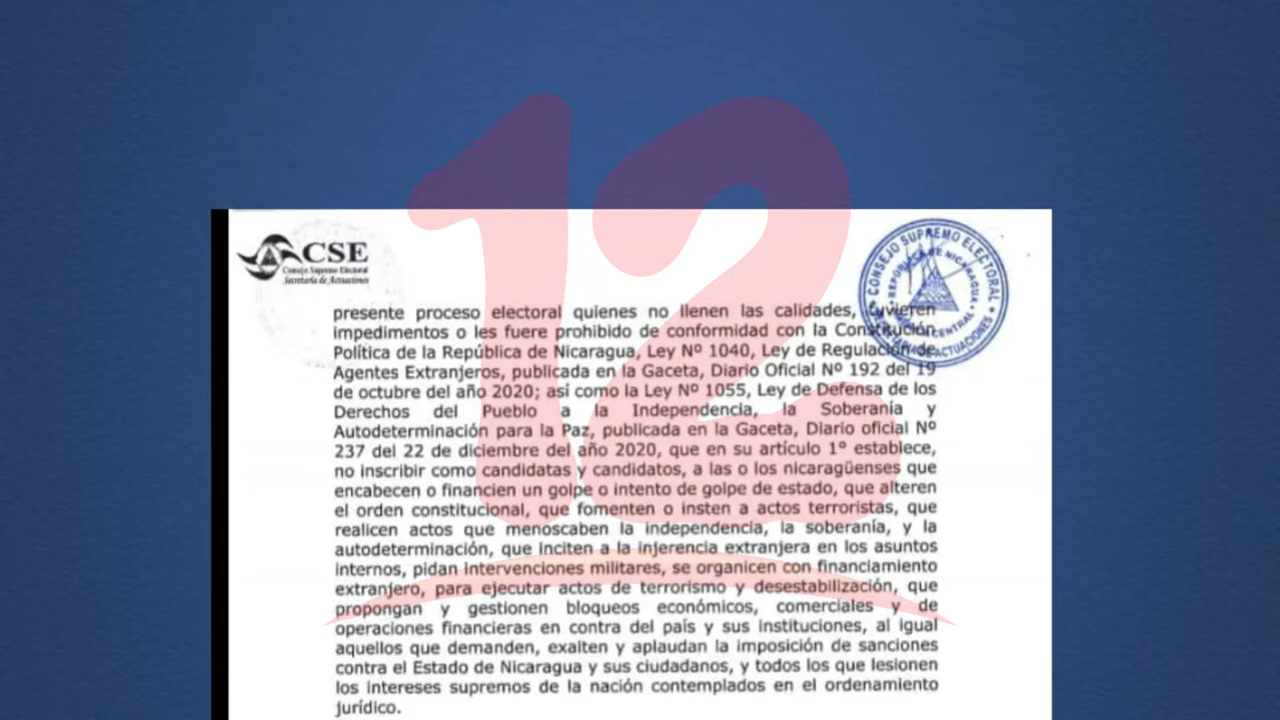 12
CSE
Consejo Supremo Electoral
Secretaría de Actuaciones
CONSEJO SUPREMO ELECTORAL
REPÚBLICA DE NICARAGUA
CENTRAL
DE ACTUACIONES
presente proceso electoral quienes no llenen las calidades, tuvieren
impedimentos o les fuere prohibido de conformidad con la Constitución
Política de la República de Nicaragua, Ley Nº 1040, Ley de Regulación de
Agentes Extranjeros, publicada en la Gaceta, Diario Oficial Nº 192 del 19
de octubre del año 2020; así como la Ley Nº 1055, Ley de Defensa de los
Derechos del Pueblo a la Independencia, la Soberanía y
Autodeterminación para la Paz, publicada en la Gaceta, Diario oficial Nº
237 del 22 de diciembre del año 2020, que en su artículo 1º establece,
no inscribir como candidatas y candidatos, a las o los nicaragüenses que
encabecen o financien un golpe o intento de golpe de estado, que alteren
el orden constitucional, que fomenten o insten a actos terroristas, que
realicen actos que menoscaben la independencia, la soberanía, y la
autodeterminación, que inciten a la injerencia extranjera en los asuntos
internos, pidan intervenciones militares, se organicen con financiamiento
extranjero, para ejecutar actos de terrorismo y desestabilización, que
propongan y gestionen bloqueos económicos, comerciales y de
operaciones financieras en contra del país y sus instituciones, al igual
aquellos que demanden, exalten y aplaudan la imposición de sanciones
contra el Estado de Nicaragua y sus ciudadanos, y todos los que lesionen
los intereses supremos de la nación contemplados en el ordenamiento
jurídico.